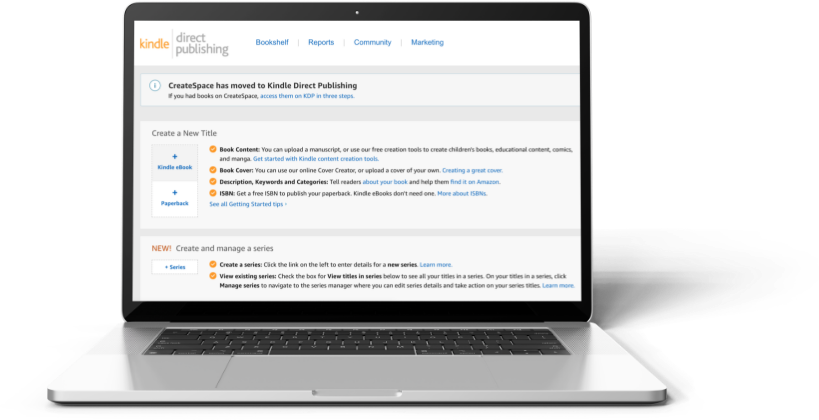 kindle direct publishing
Bookshelf | Reports | Community | Marketing
CreateSpace has moved to Kindle Direct Publishing
If you had books on CreateSpace, access them on KDP in three steps.
Create a New Title
+
Kindle eBook
+
Paperback
Book Content: You can upload a manuscript, or use our free creation tools to create children's books, educational content, comics,
and manga. Get started with Kindle content creation tools.
Book Cover: You can use our online Cover Creator, or upload a cover of your own. Creating a great cover.
Description, Keywords and Categories: Tell readers about your book and help them find it on Amazon.
ISBN: Get a free ISBN to publish your paperback. Kindle eBooks don't need one. More about ISBNs.
See all Getting Started tips ›
NEW! Create and manage a series
+ Series
Create a series: Click the link on the left to enter details for a new series. Learn more.
View existing series: Check the box for View titles in series below to see all your titles in a series. On your titles in a series, click
Manage series to navigate to the series manager where you can edit series details and take action on your series titles. Learn more.